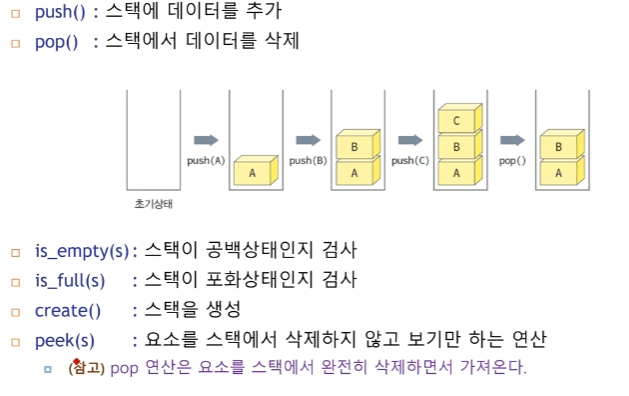 push() : 스택에 데이터를 추가
pop() : 스택에서 데이터를 삭제
C
B B B
A A B A
push(A) push(B) push(C) pop()
A
초기상태
is_empty(s) : 스택이 공백상태인지 검사
is_full(s) : 스택이 포화상태인지 검사
create() : 스택을 생성
peek(s) : 요소를 스택에서 삭제하지 않고 보기만 하는 연산
(참고) pop 연산은 요소를 스택에서 완전히 삭제하면서 가져온다.